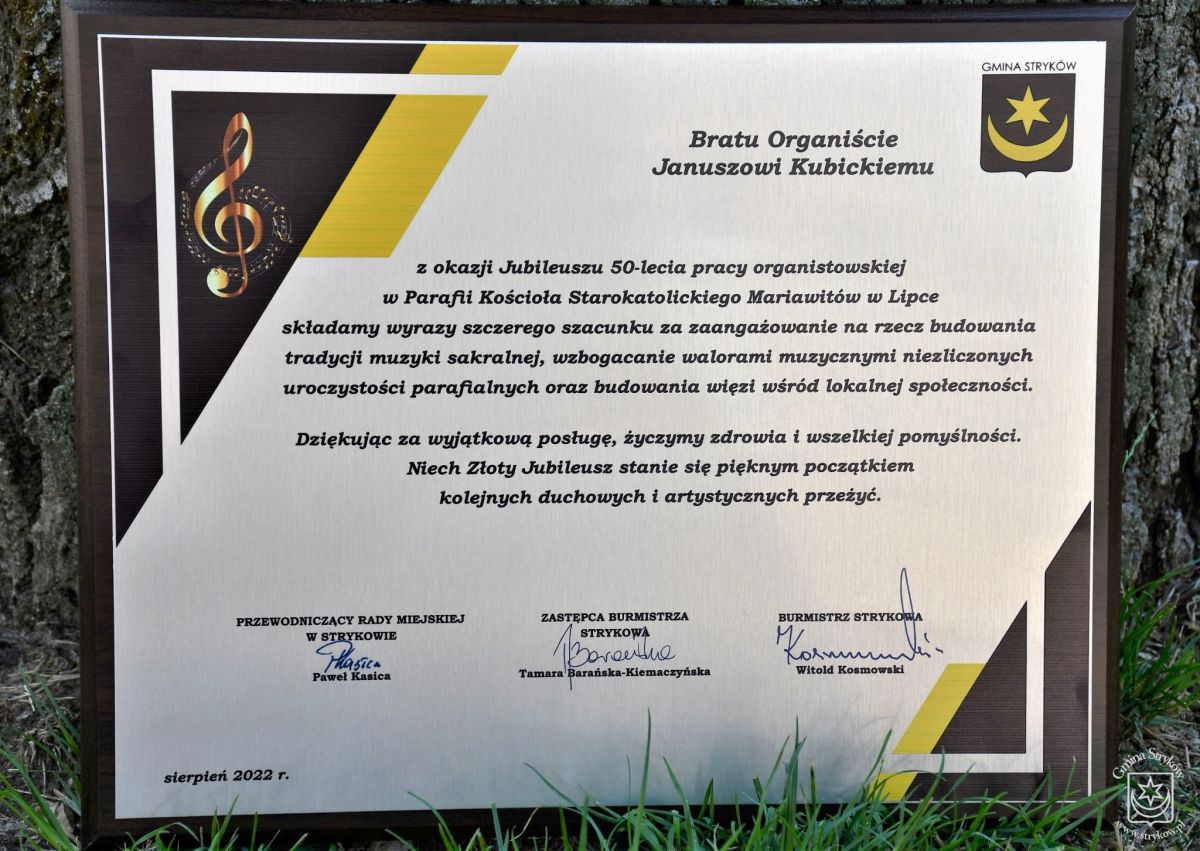 GMINA STRYKÓW
Bratu Organiście
Januszowi Kubickiemu
z okazji Jubileuszu 50-lecia pracy organistowskiej
w Parafii Kościoła Starokatolickiego Mariawitów w Lipce
składamy wyrazy szczerego szacunku za zaangażowanie na rzecz budowania
tradycji muzyki sakralnej, wzbogacanie walorami muzycznymi niezliczonych
uroczystości parafialnych oraz budowania więzi wśród lokalnej społeczności.
Dziękując za wyjątkową posługę, życzymy zdrowia i wszelkiej pomyślności.
Niech Złoty Jubileusz stanie się pięknym początkiem
kolejnych duchowych i artystycznych przeżyć.
PRZEWODNICZĄCY RADY MIEJSKIEJ
W STRYKOWIE
PKasica
Paweł Kasica
ZASTĘPCA BURMISTRZA
STRYKOWA
TBarańska
Tamara Barańska-Kiemaczyńska
BURMISTRZ STRYKOWA
Kosmowski
Witold Kosmowski
sierpień 2022 r.
Gmina Stryków
www.strykow.pl